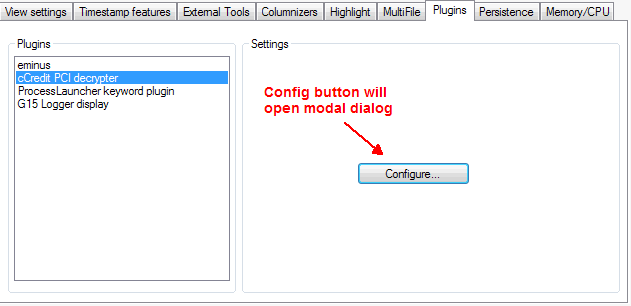 View settings Timestamp features External Tools Columnizers Highlight MultiFile Plugins Persistence Memory/CPU
Plugins
eminus
cCredit PCI decrypter
ProcessLauncher keyword plugin
G15 Logger display
Settings
Config button will
open modal dialog
Configure...